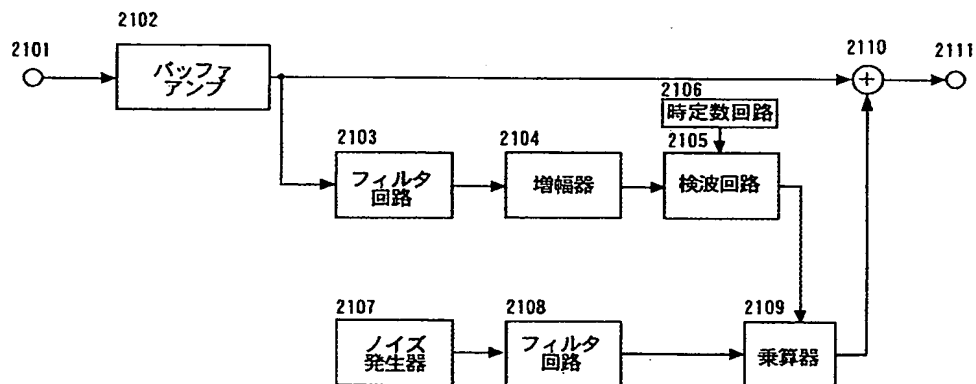 2102
2101
バッファ
アンプ
2110
2111
+
2106
時定数回路
2103
2104
2105
フィルタ
回路
増幅器
検波回路
2107
2108
2109
ノイズ
発生器
フィルタ
回路
乗算器